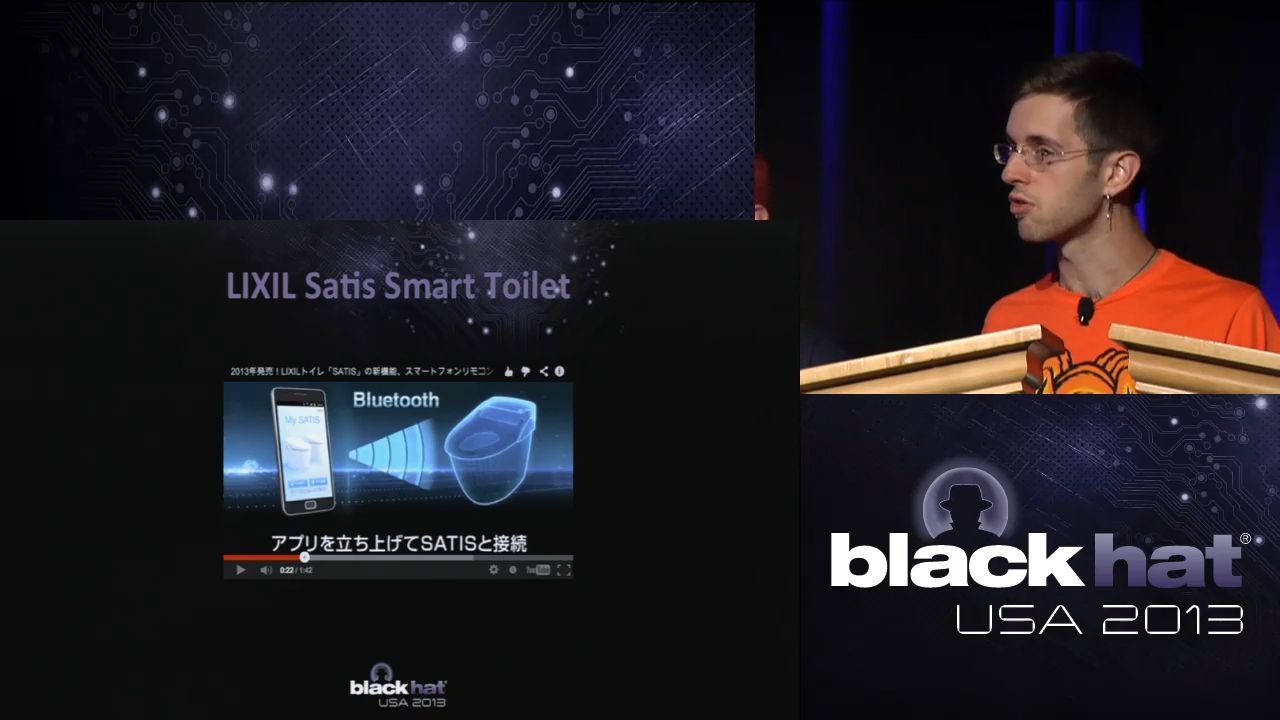 LIXIL Satis Smart Toilet
2013年発売！LIXILトイレ「SATIS」の新機能、スマートフォンリモコン
Bluetooth
My SATIS
アプリを立ち上げてSATISと接続
0:22 / 1:42
YouTube
black hat
USA 2013
black hat®
USA 2013